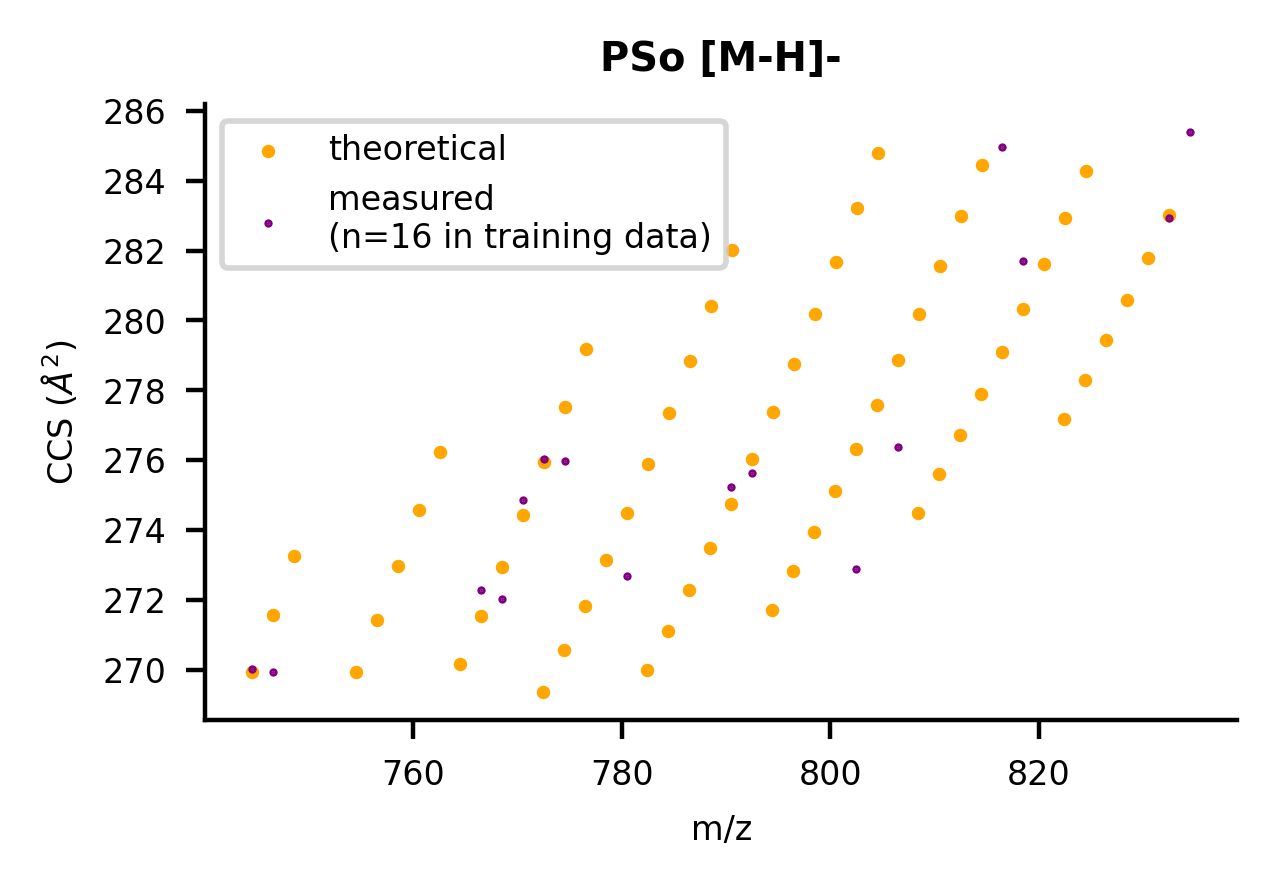 PSo [M-H]-
theoretical
measured
(n=16 in training data)
CCS (Å²)
286
284
282
280
278
276
274
272
270
760 780 800 820
m/z